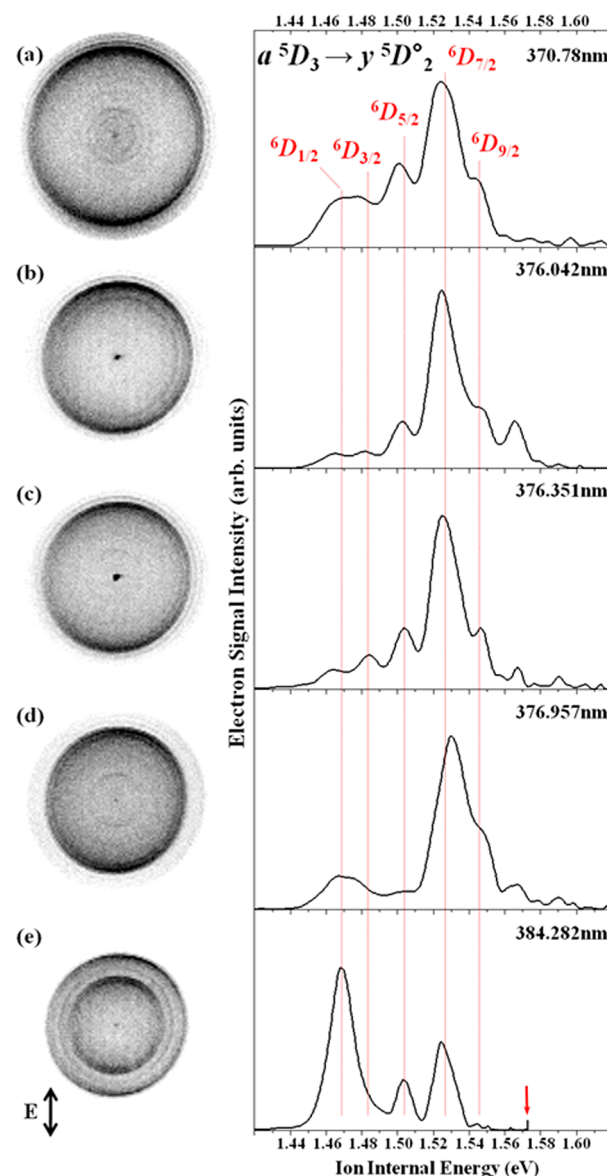 1.44 1.46 1.48 1.50 1.52 1.54 1.56 1.58 1.60
(a)
a ⁵D₃ → y ⁵D°₂
⁶D₇/₂
370.78nm
⁶D₅/₂
⁶D₁/₂ ⁶D₃/₂
⁶D₉/₂
(b)
376.042nm
(c)
376.351nm
Electron Signal Intensity (arb. units)
(d)
376.957nm
(e)
384.282nm
E
1.44 1.46 1.48 1.50 1.52 1.54 1.56 1.58 1.60
Ion Internal Energy (eV)